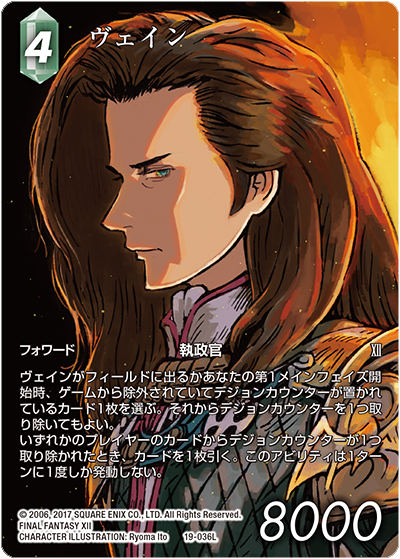 4
ヴェイン
フォワード 執政官 XII
ヴェインがフィールドに出るかあなたの第1メインフェイズ開
始時、ゲームから除外されていてデジョンカウンターが置かれ
ているカード1枚を選ぶ。それからデジョンカウンターを1つ取
り除いてもよい。
いずれかのプレイヤーのカードからデジョンカウンターが1つ
取り除かれたとき、カードを1枚引く。このアビリティは1ター
ンに1度しか発動しない。
© 2006, 2017 SQUARE ENIX CO., LTD. All Rights Reserved.
FINAL FANTASY XII
CHARACTER ILLUSTRATION: Ryoma Ito 19-036L
8000